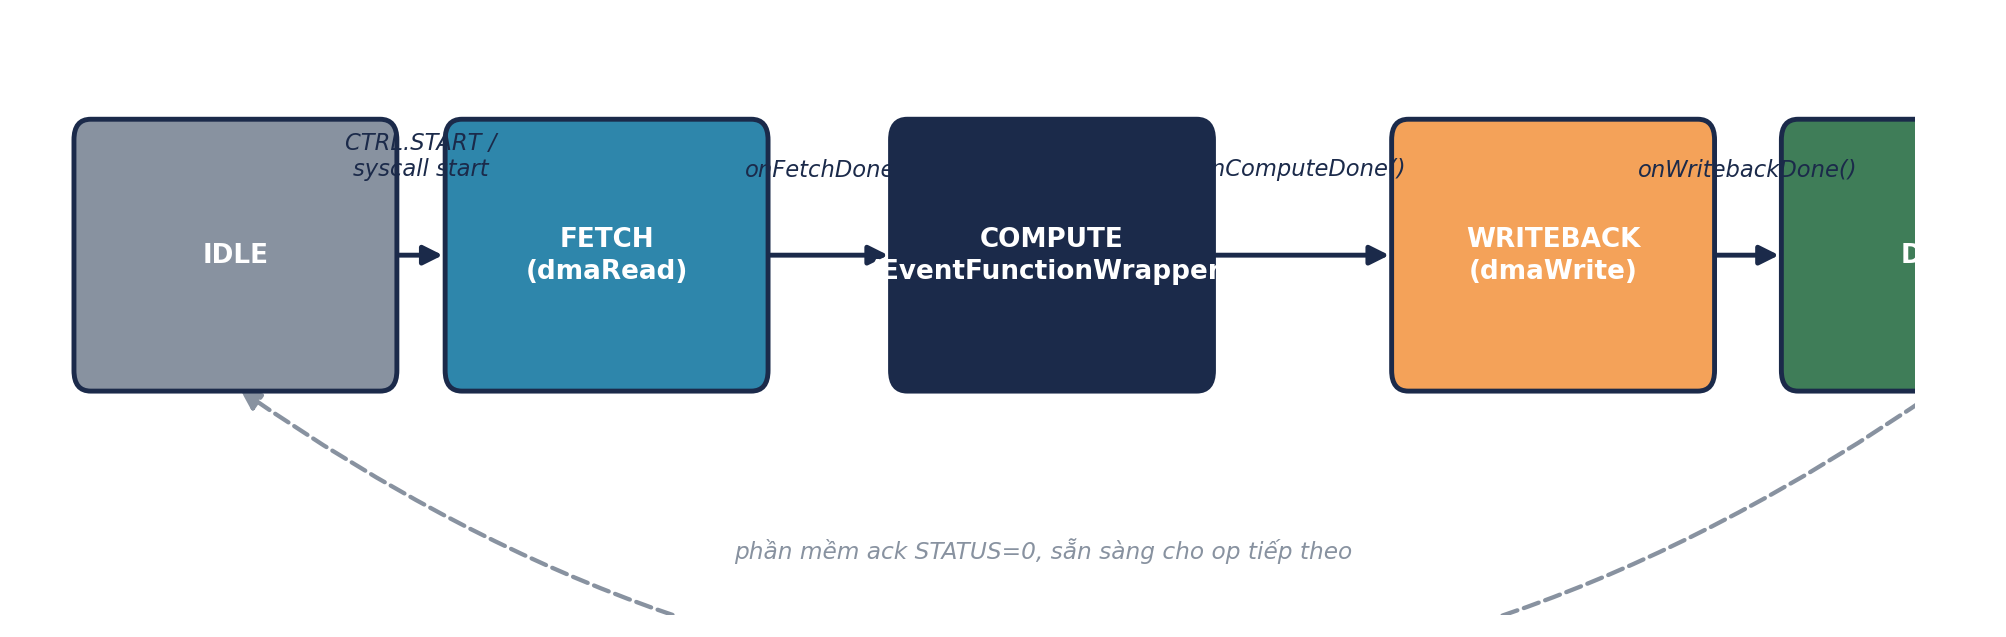 CTRL.START /
syscall start
onFetchDone
nComputeDone()
onWritebackDone()
IDLE
FETCH
(dmaRead)
COMPUTE
EventFunctionWrapper
WRITEBACK
(dmaWrite)
D
phần mềm ack STATUS=0, sẵn sàng cho op tiếp theo